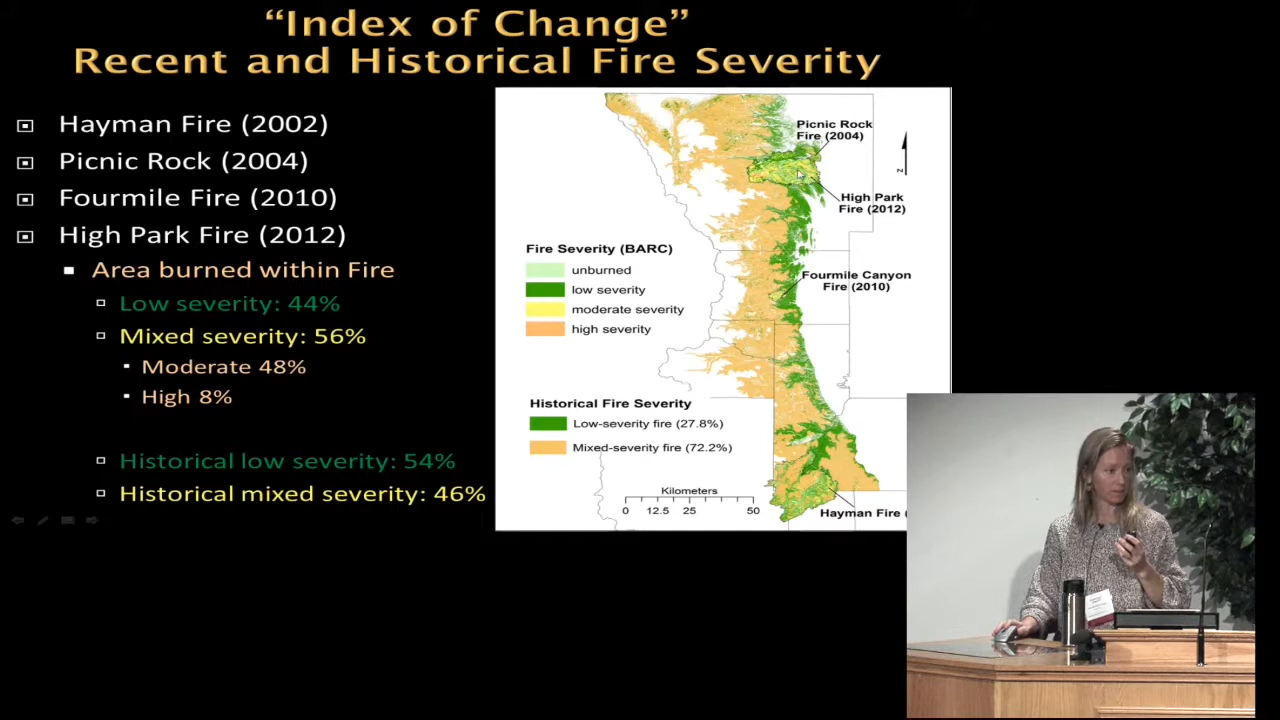 “Index of Change”
Recent and Historical Fire Severity
Hayman Fire (2002)
Picnic Rock (2004)
Fourmile Fire (2010)
High Park Fire (2012)
Area burned within Fire
Low severity: 44%
Mixed severity: 56%
Moderate 48%
High 8%
Historical low severity: 54%
Historical mixed severity: 46%
Picnic Rock
Fire (2004)
N
High Park
Fire (2012)
Fire Severity (BARC)
unburned
low severity
moderate severity
high severity
Fourmile Canyon
Fire (2010)
Historical Fire Severity
Low-severity fire (27.8%)
Mixed-severity fire (72.2%)
Kilometers
0 12.5 25 50
Hayman Fire (